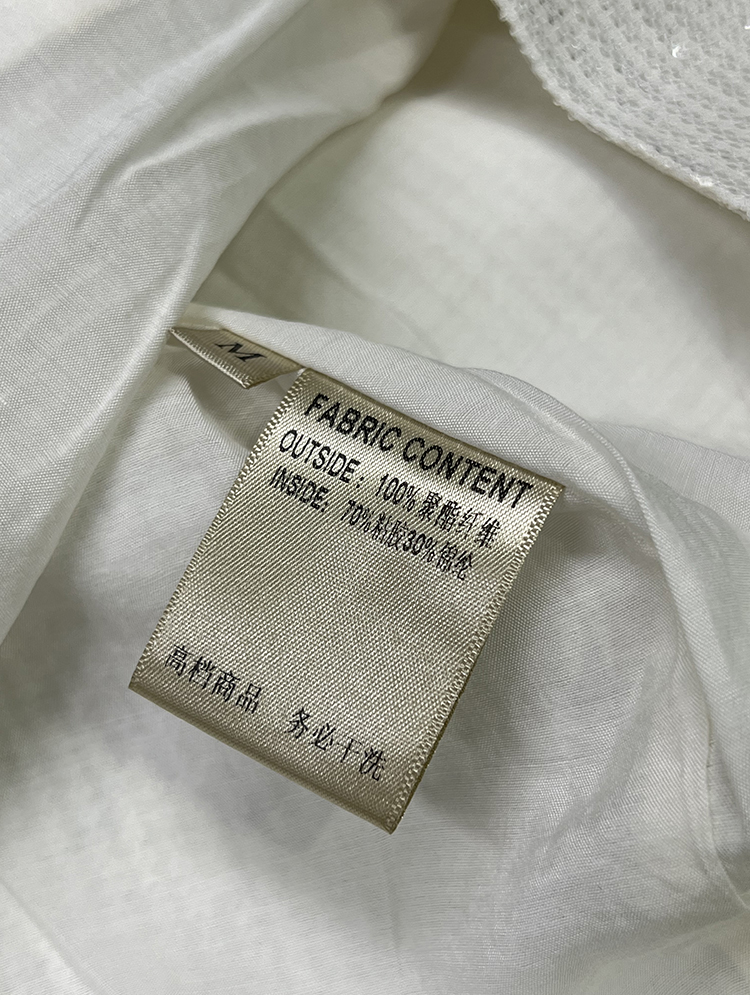 M
FABRIC CONTENT
OUTSIDE: 100%聚酯纤维
INSIDE: 70%粘胶30%锦纶
高档商品 务必干洗